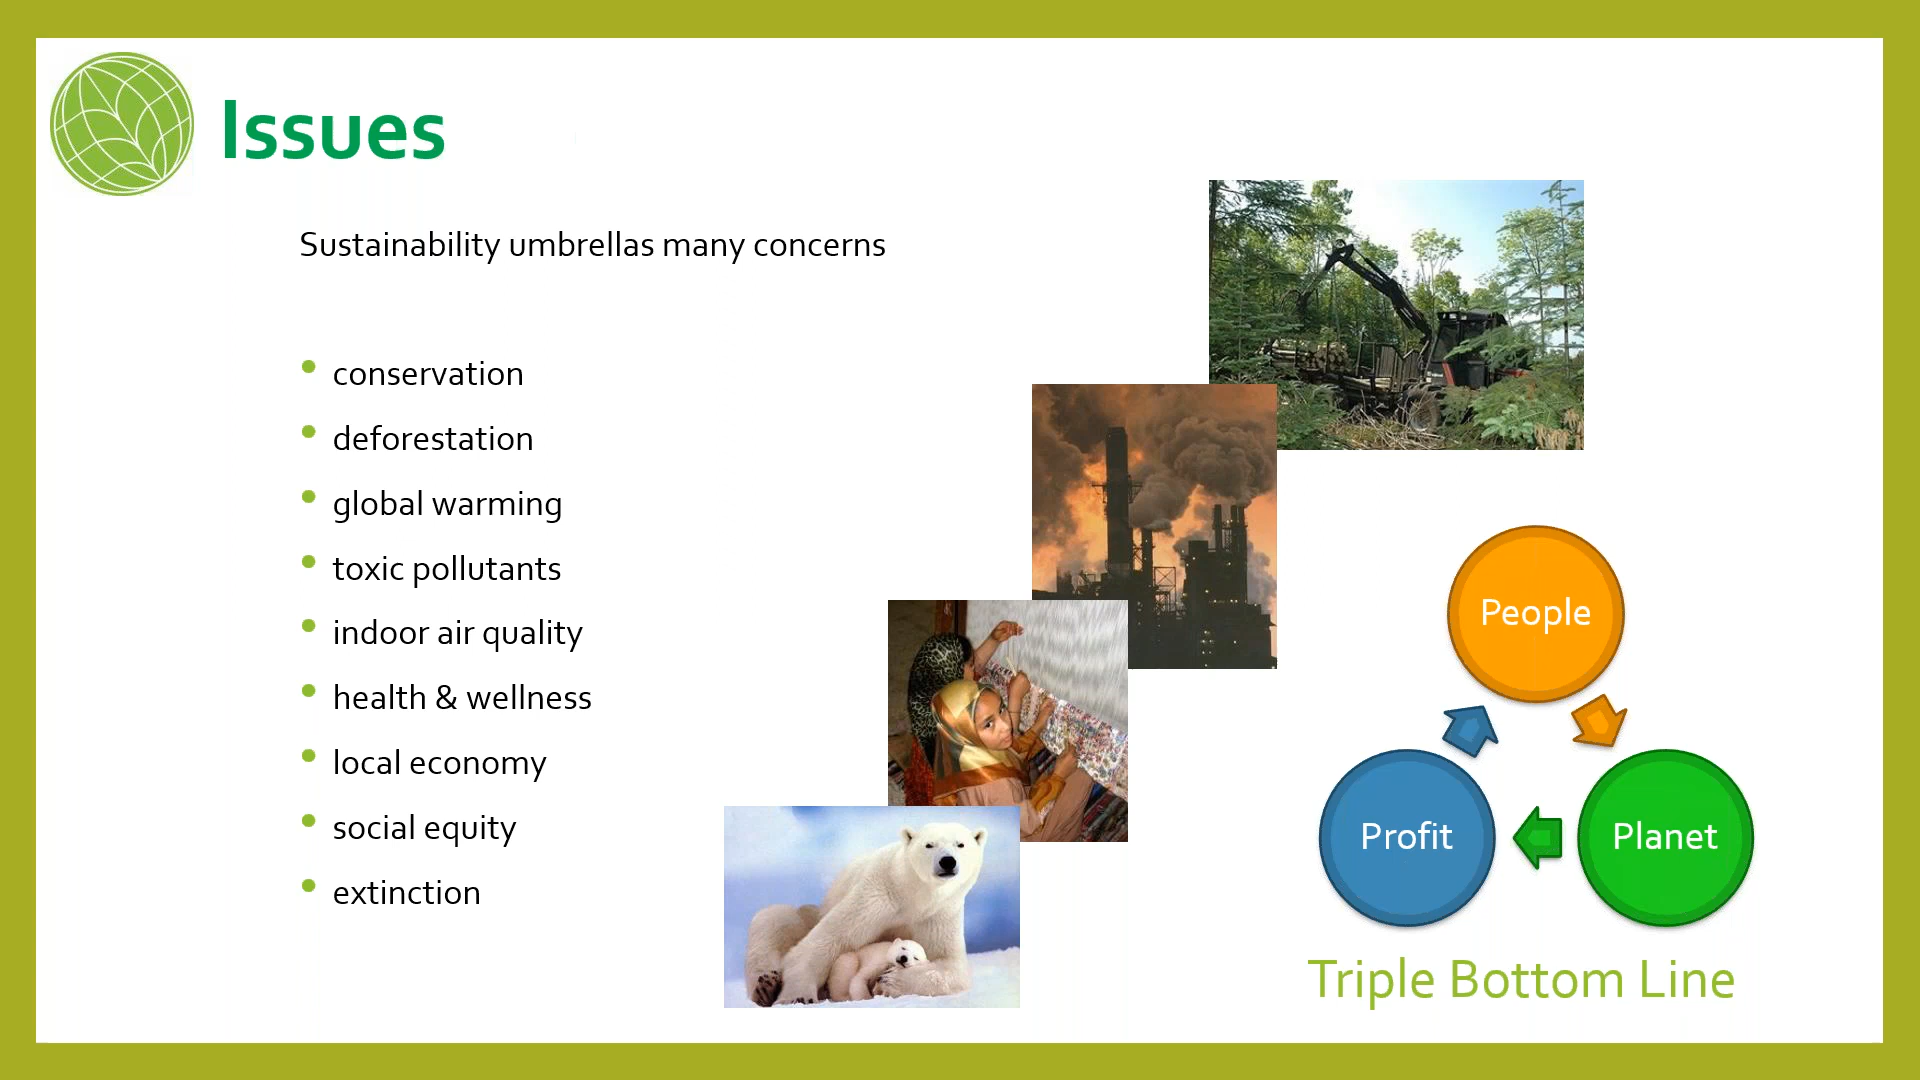 Issues
Sustainability umbrellas many concerns
• conservation
• deforestation
• global warming
• toxic pollutants
• indoor air quality
• health & wellness
• local economy
• social equity
• extinction
People
Profit
Planet
Triple Bottom Line